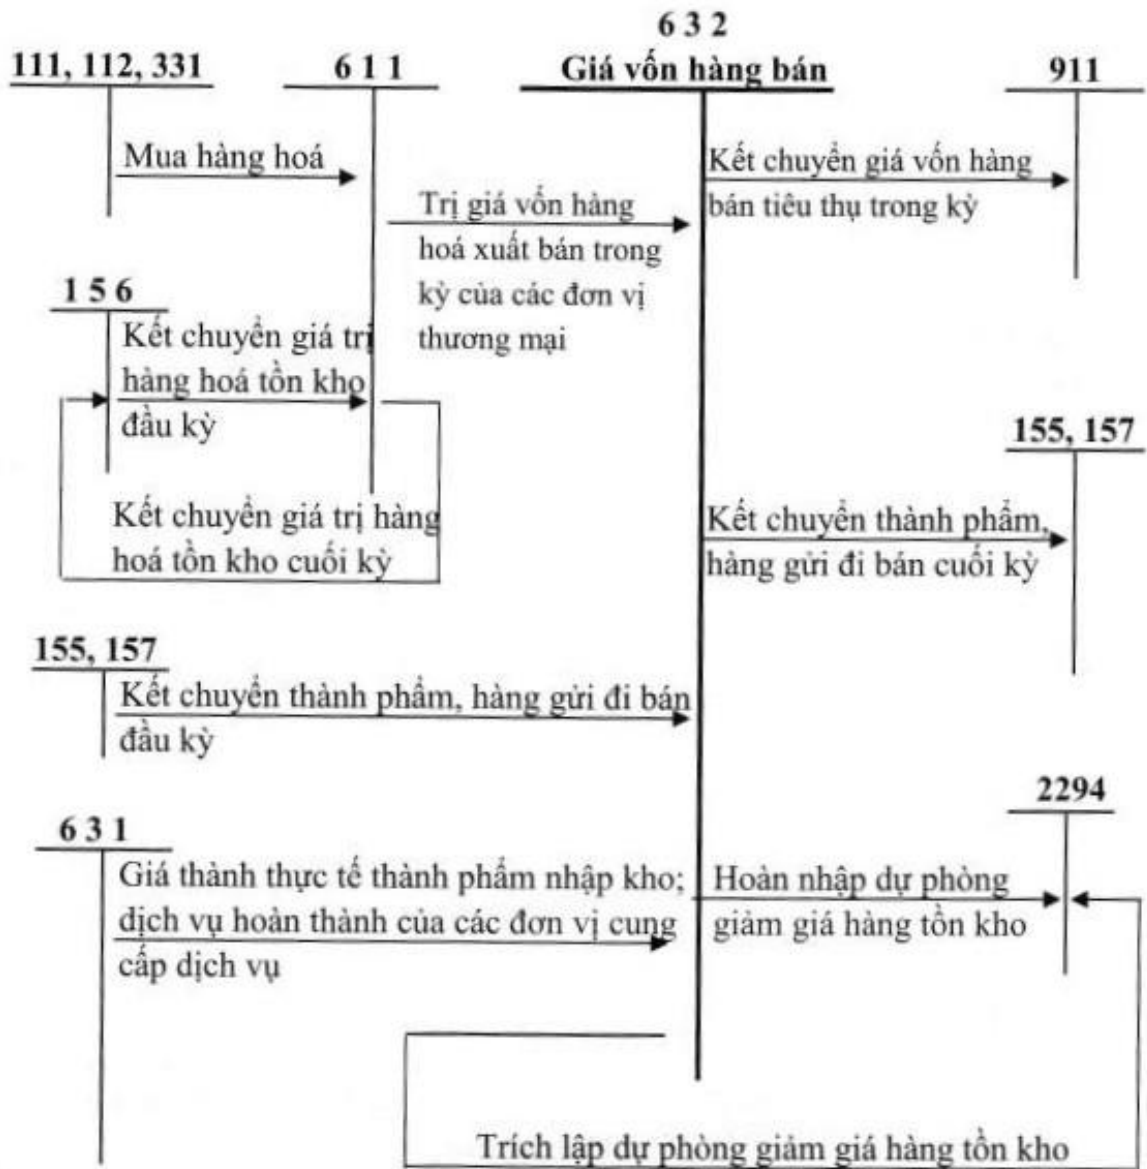 6 3 2
111, 112, 331
6 1 1
Giá vốn hàng bán
911
Mua hàng hoá
Kết chuyển giá vốn hàng
bán tiêu thụ trong kỳ
Trị giá vốn hàng
hoá xuất bán trong
kỳ của các đơn vị
thương mại
1 5 6
Kết chuyển giá trị
hàng hoá tồn kho
đầu kỳ
155, 157
Kết chuyển giá trị hàng
hoá tồn kho cuối kỳ
Kết chuyển thành phẩm,
hàng gửi đi bán cuối kỳ
155, 157
Kết chuyển thành phẩm, hàng gửi đi bán
đầu kỳ
2294
6 3 1
Giá thành thực tế thành phẩm nhập kho;
dịch vụ hoàn thành của các đơn vị cung
cấp dịch vụ
Hoàn nhập dự phòng
giảm giá hàng tồn kho
Trích lập dự phòng giảm giá hàng tồn kho